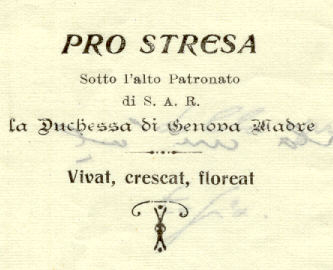 PRO STRESA
Sotto l'alto Patronato
di S. A. R.
la Duchessa di Genova Madre
Vivat, crescat, floreat